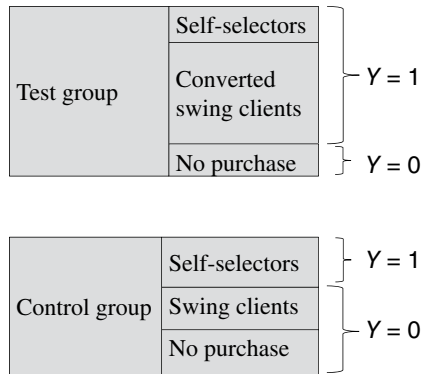 Self-selectors
Test group
Converted
swing clients
Y = 1
No purchase
Y = 0
Self-selectors
Y = 1
Control group
Swing clients
No purchase
Y = 0